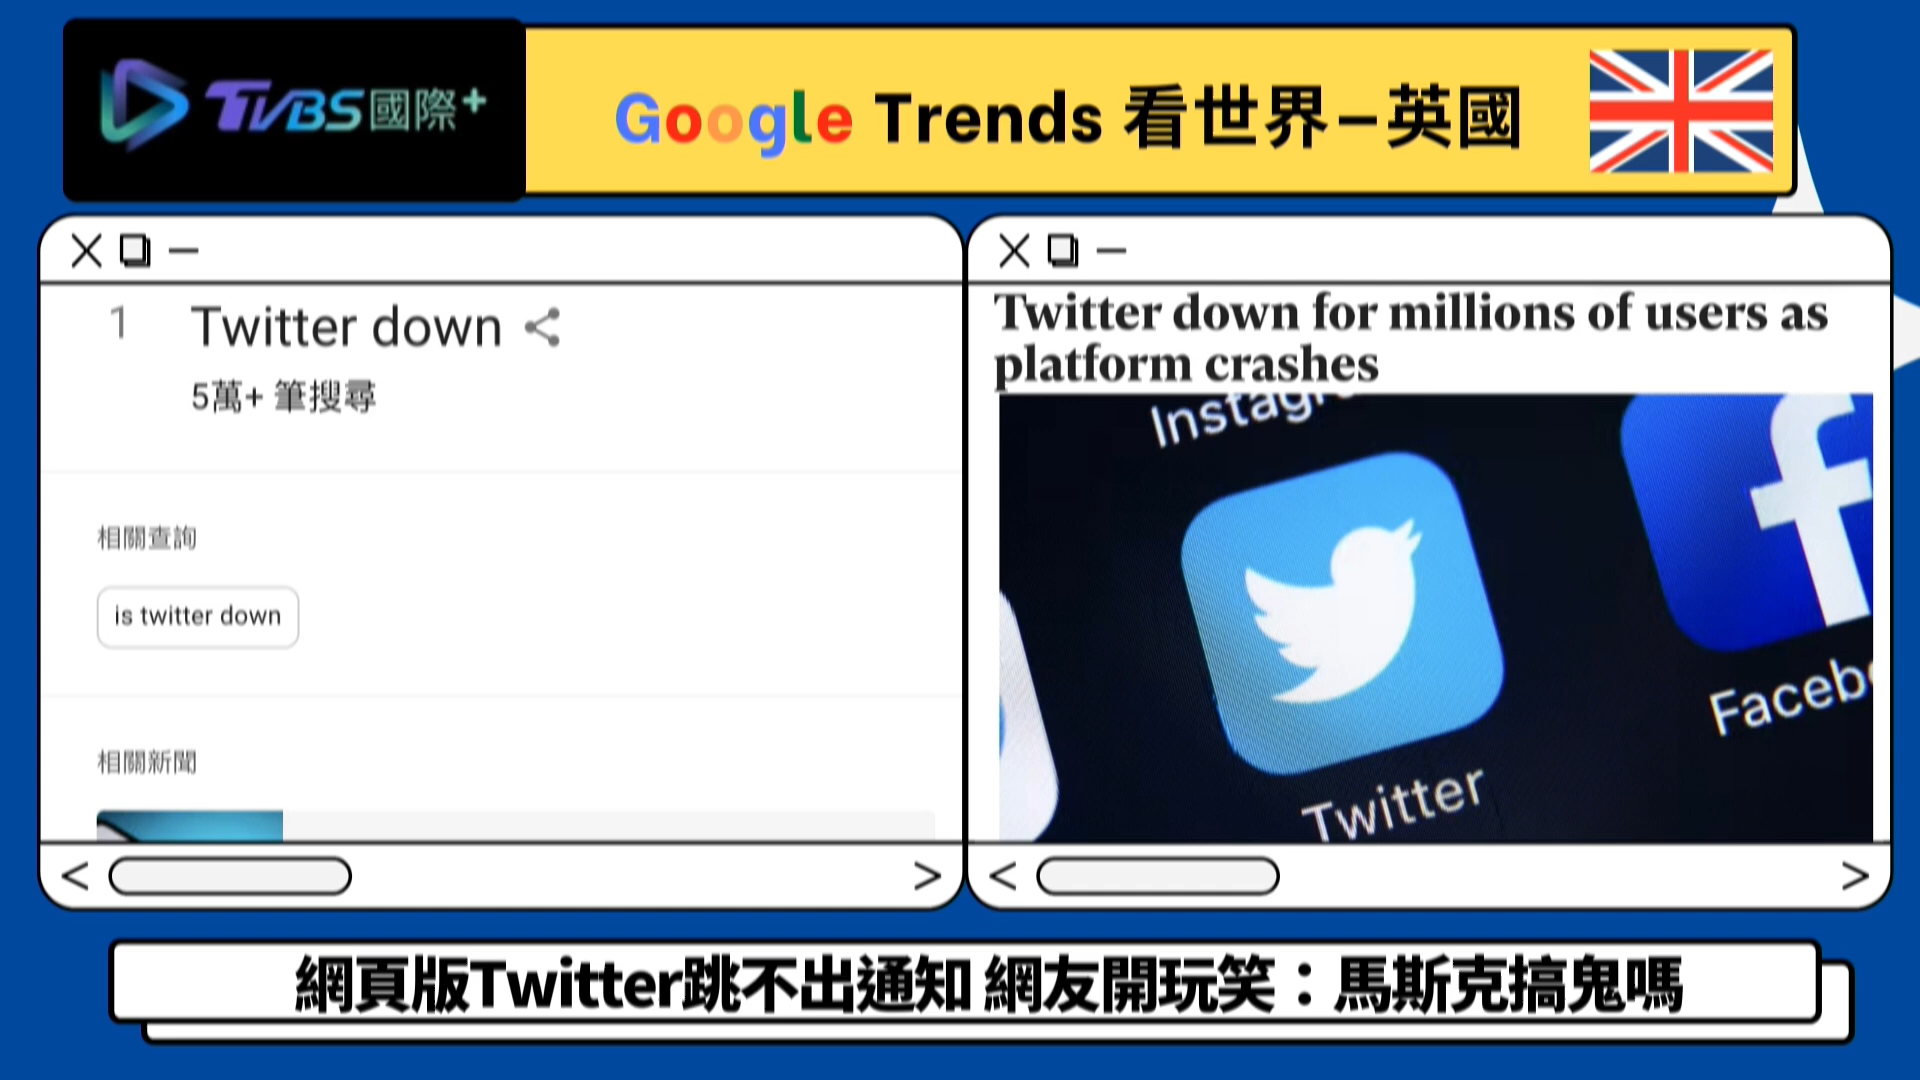 TVBS國際+
Google Trends 看世界-英國
1
Twitter down
5萬+ 筆搜尋
相關查詢
is twitter down
相關新聞
Twitter down for millions of users as
platform crashes
Instagr
Twitter
Facebo
網頁版Twitter跳不出通知 網友開玩笑：馬斯克搞鬼嗎